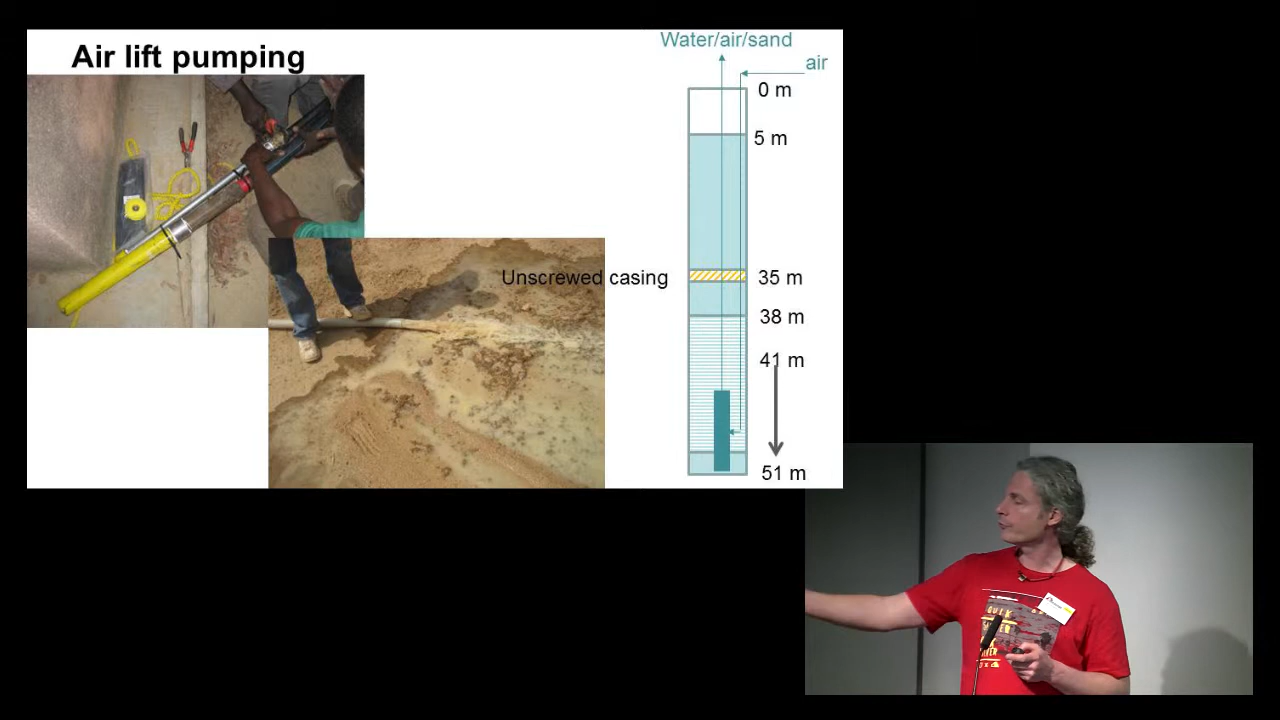 Air lift pumping
Water/air/sand
air
0 m
5 m
Unscrewed casing
35 m
38 m
41 m
51 m